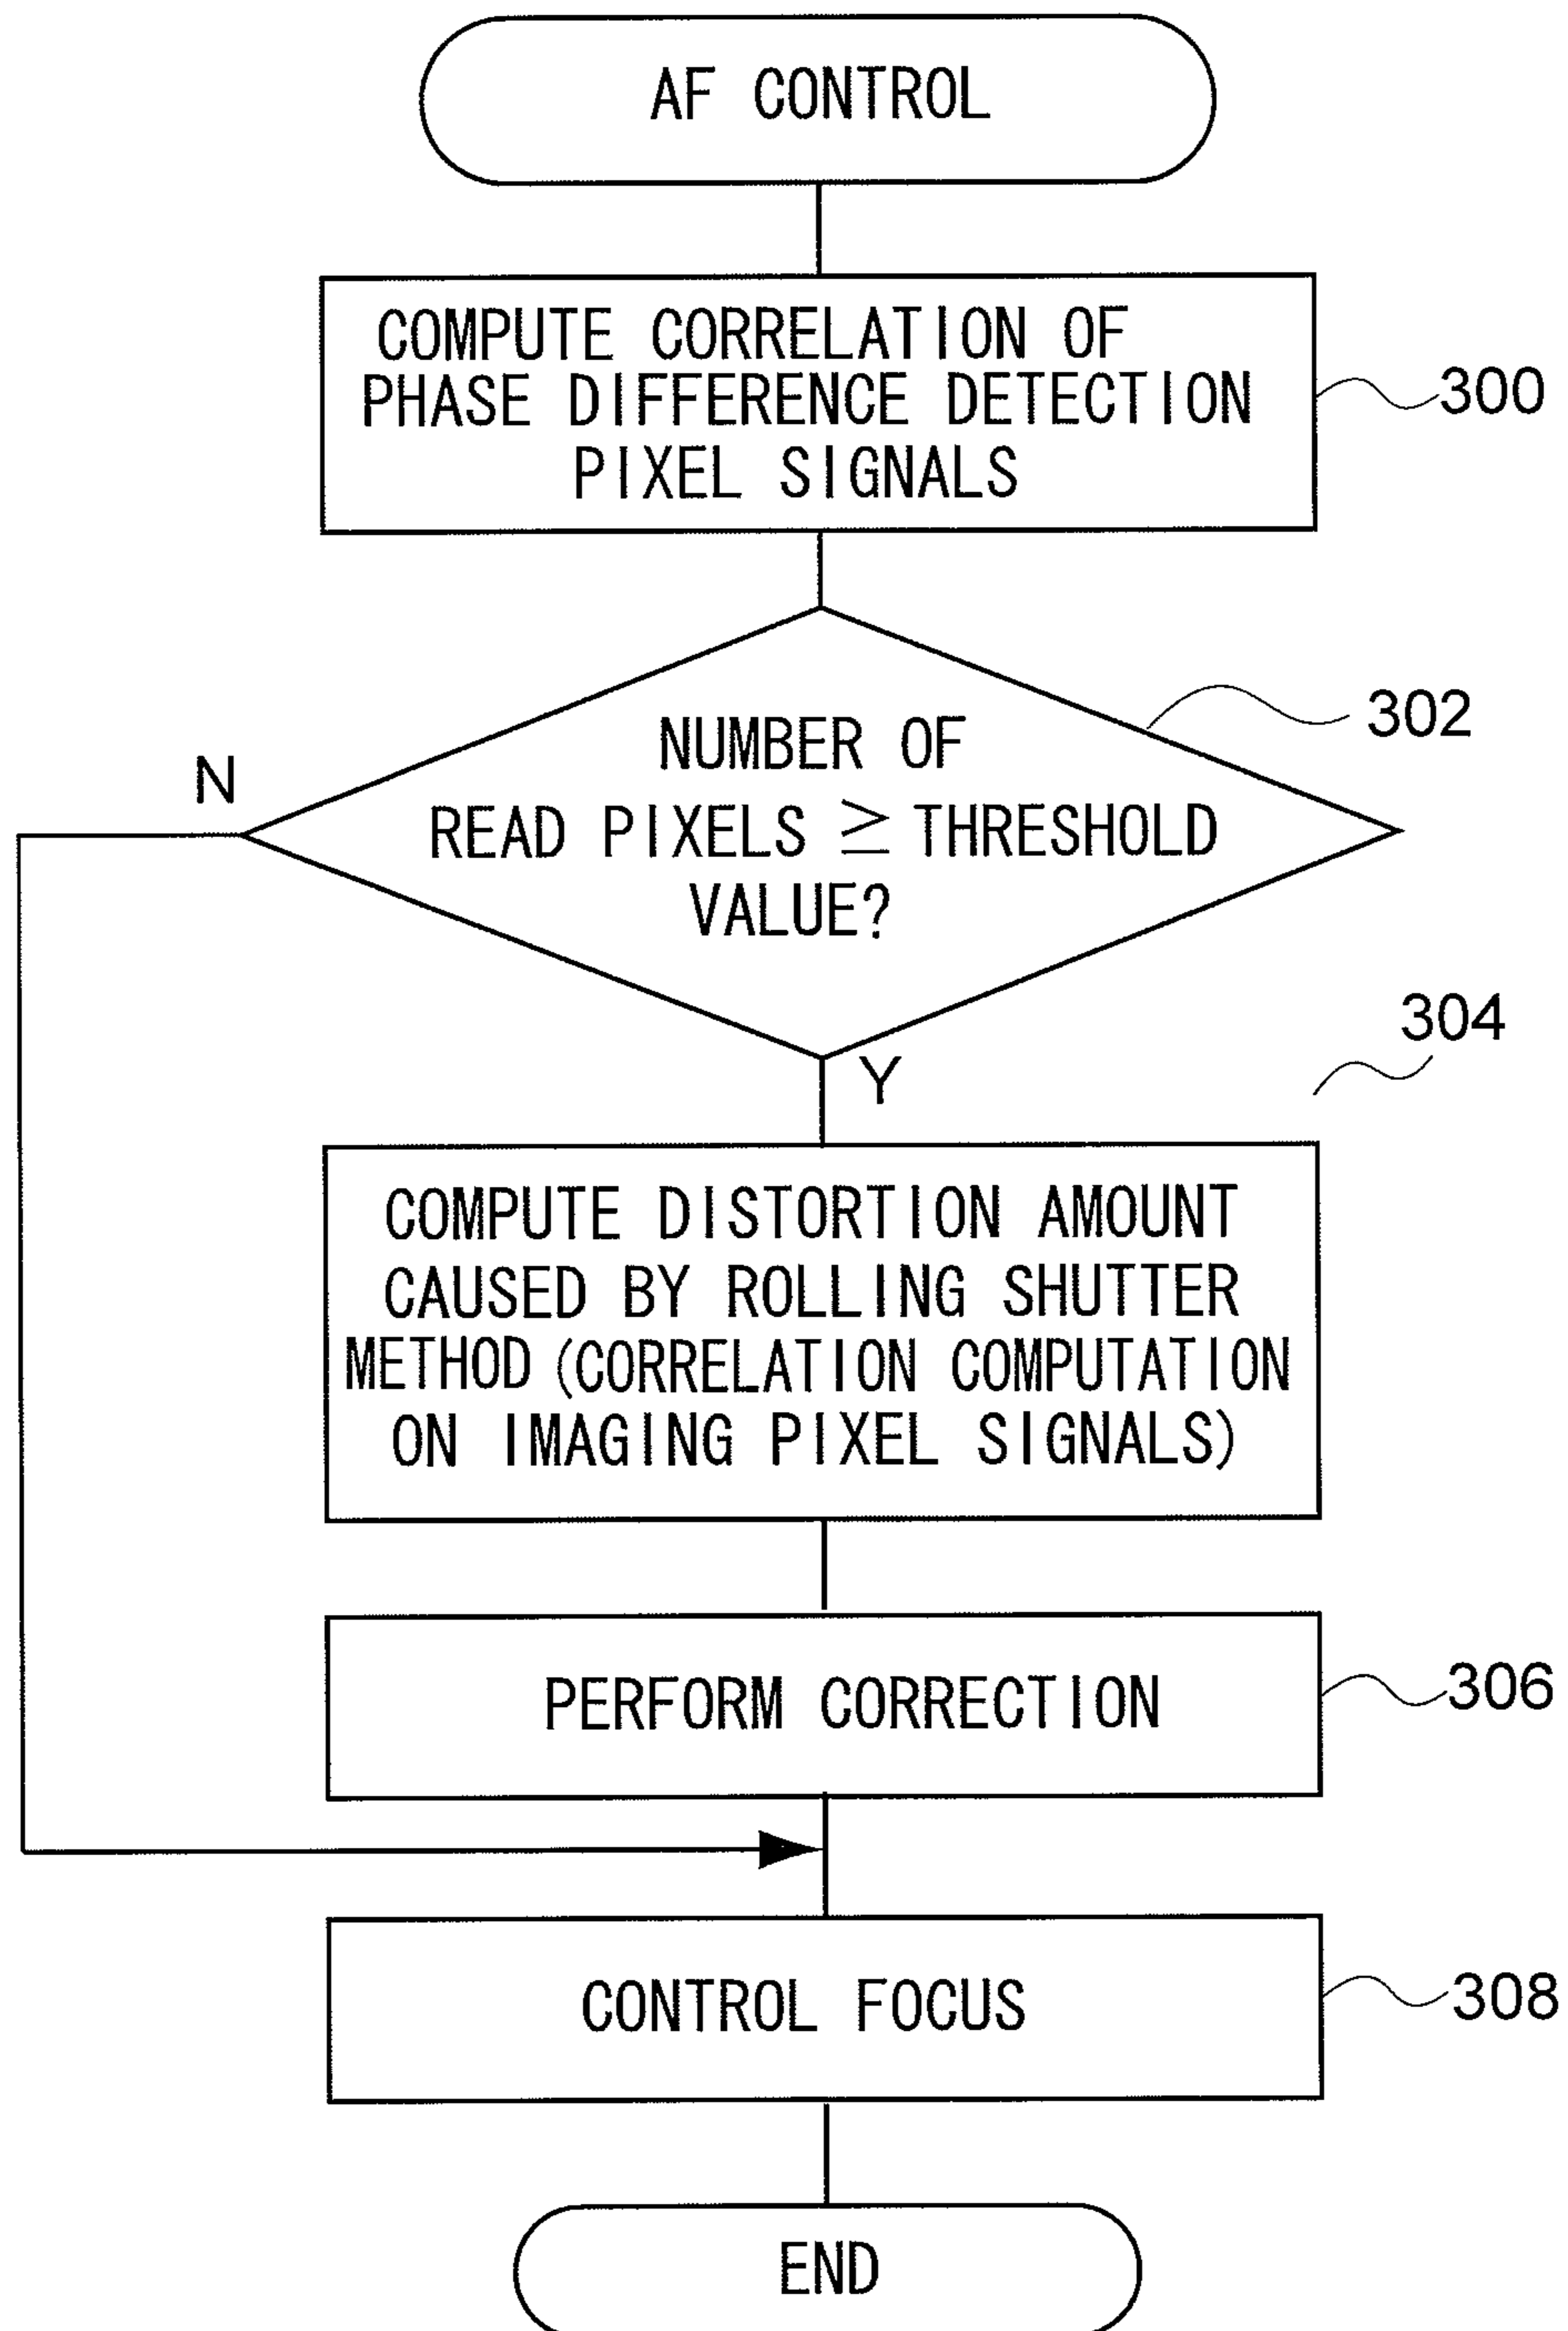 AF CONTROL
COMPUTE CORRELATION OF
PHASE DIFFERENCE DETECTION
PIXEL SIGNALS
300
302
NUMBER OF
READ PIXELS ≧ THRESHOLD
VALUE?
N
Y
304
COMPUTE DISTORTION AMOUNT
CAUSED BY ROLLING SHUTTER
METHOD (CORRELATION COMPUTATION
ON IMAGING PIXEL SIGNALS)
PERFORM CORRECTION
306
CONTROL FOCUS
308
END